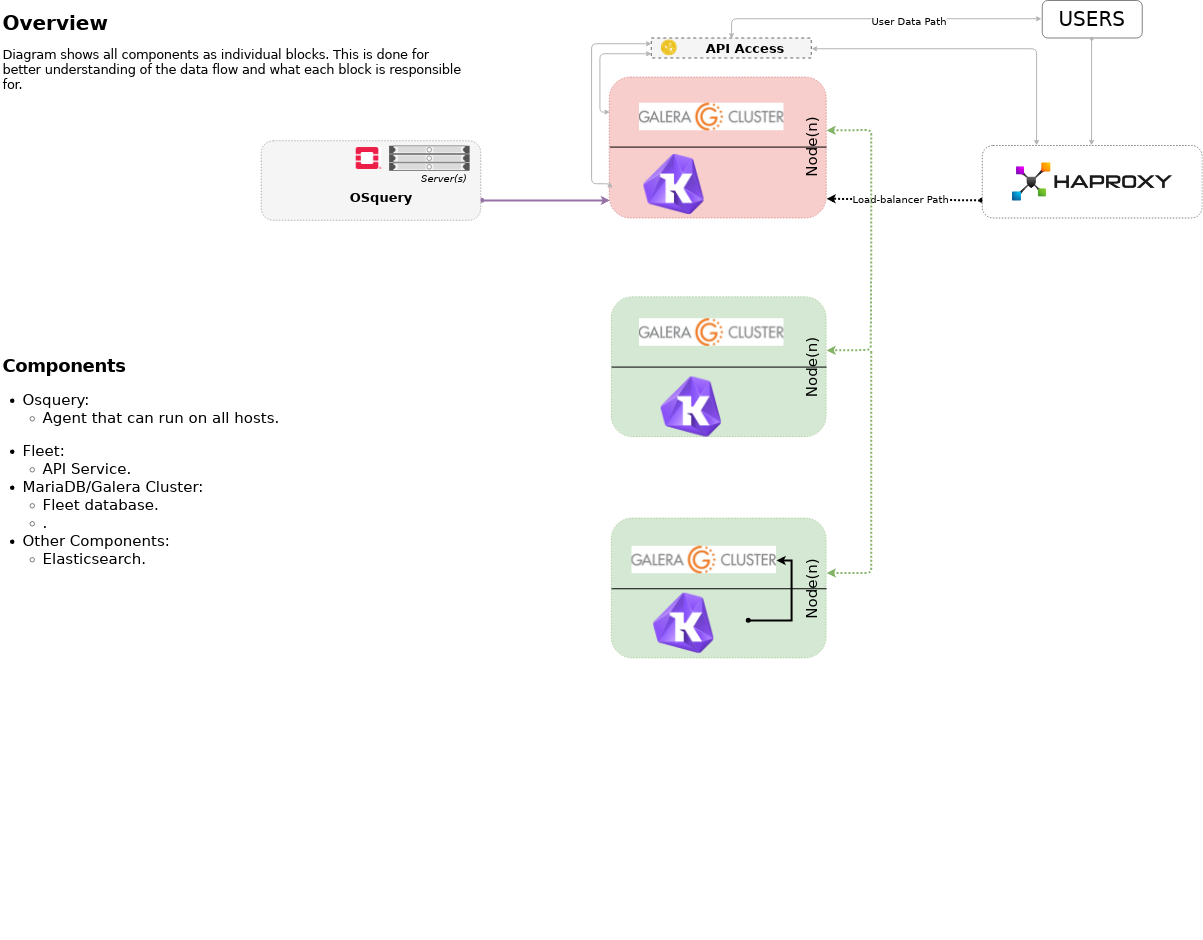 Overview
Diagram shows all components as individual blocks. This is done for
better understanding of the data flow and what each block is responsible
for.
USERS
User Data Path
API Access
GALERA CLUSTER
Node(n)
K
Server(s)
OSquery
Load-balancer Path
HAPROXY
GALERA CLUSTER
Node(n)
K
Components
• Osquery:
◦ Agent that can run on all hosts.
• Fleet:
◦ API Service.
• MariaDB/Galera Cluster:
◦ Fleet database.
◦ .
• Other Components:
◦ Elasticsearch.
GALERA CLUSTER
Node(n)
K